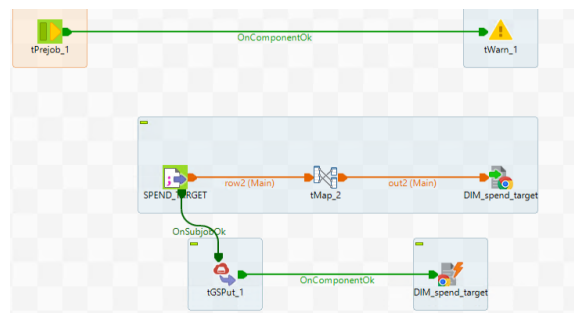 OnComponentOk
tPrejob_1
tWarn_1
row2 (Main)
out2 (Main)
SPEND_TARGET
tMap_2
DIM_spend_target
OnSubjobOk
OnComponentOk
tGSPut_1
DIM_spend_target